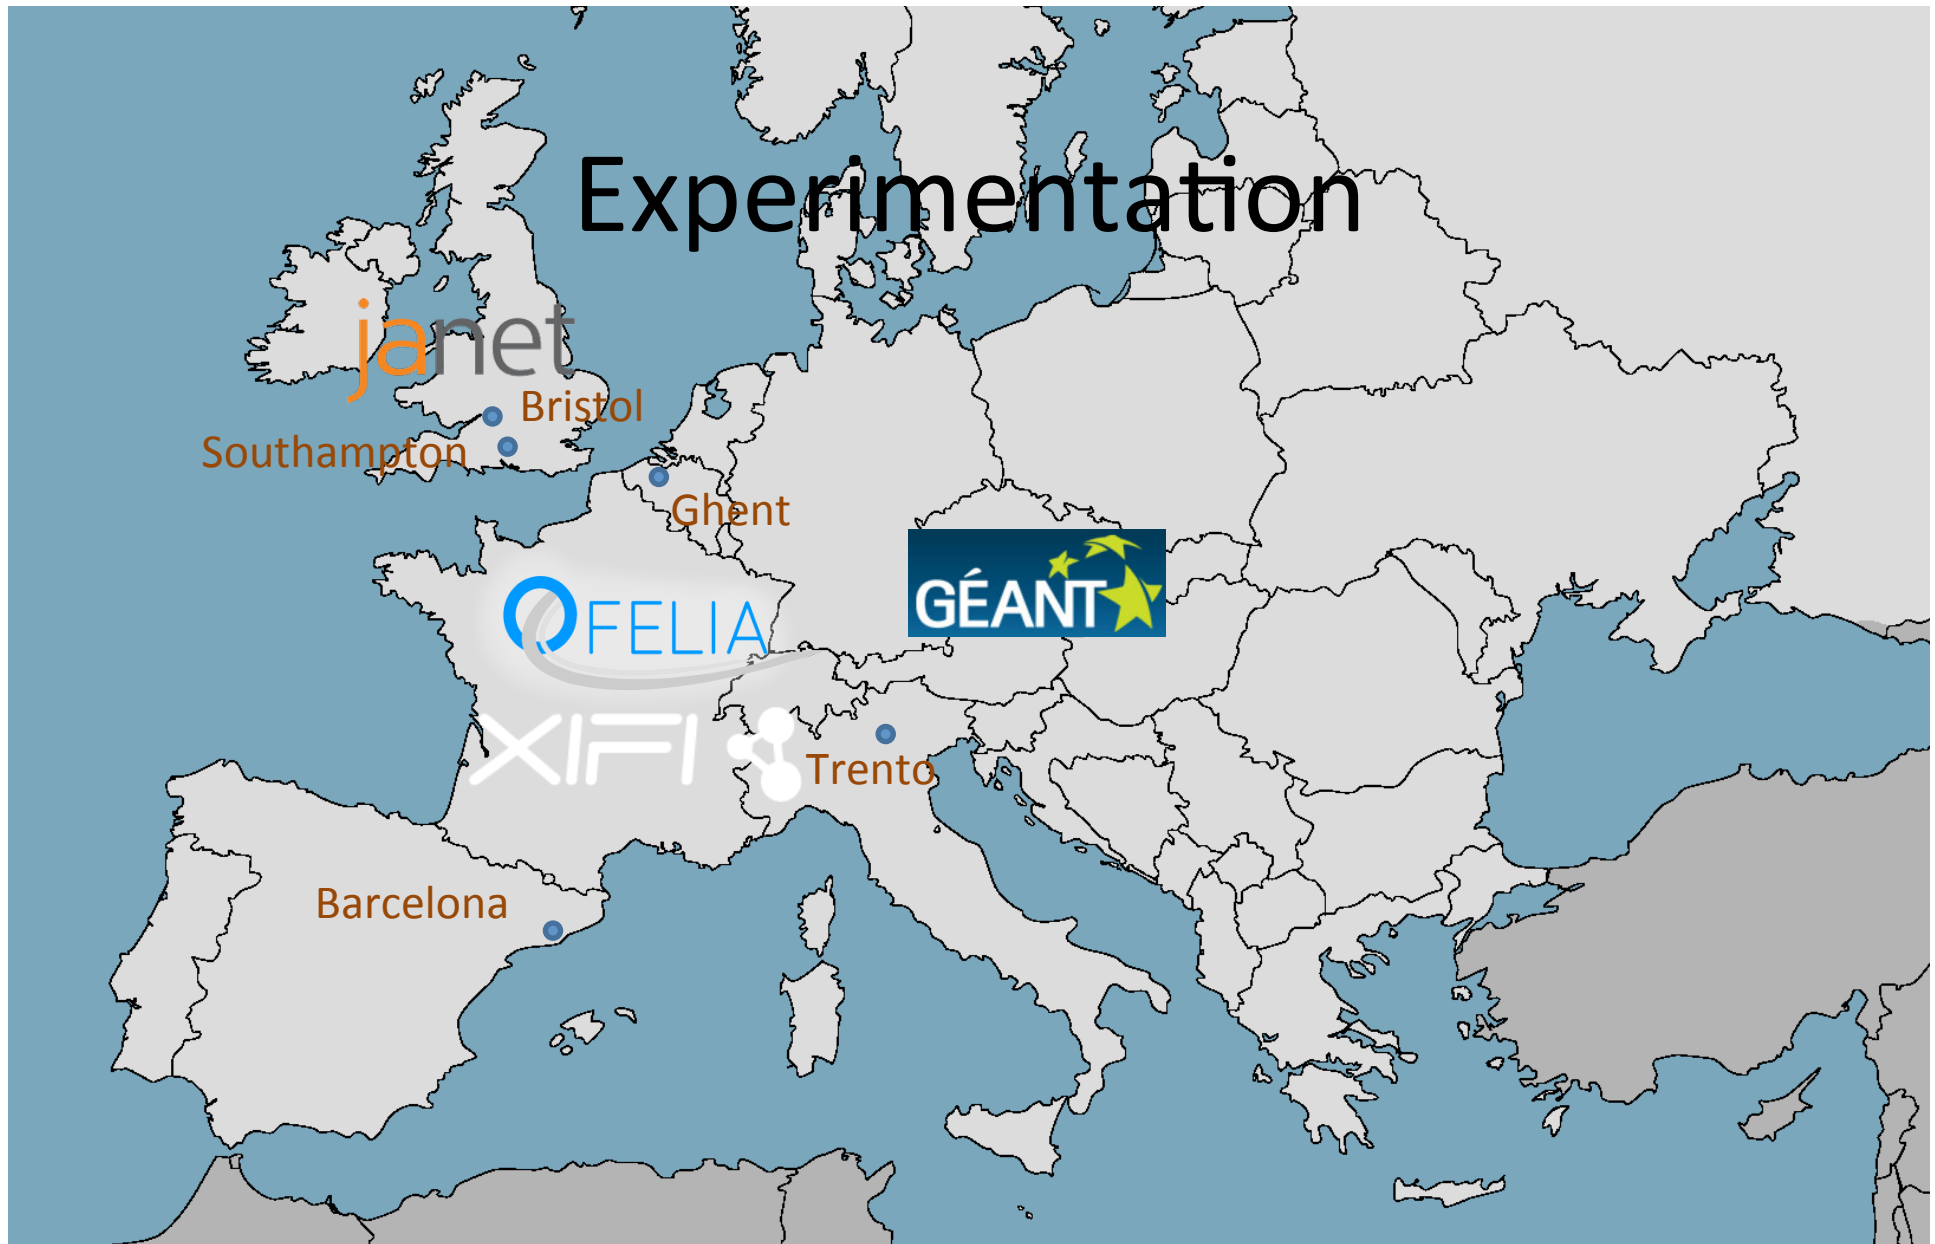 Experimentation
janet
Bristol
Southampton
Ghent
GÉANT
OFELIA
XIFI
Trento
Barcelona